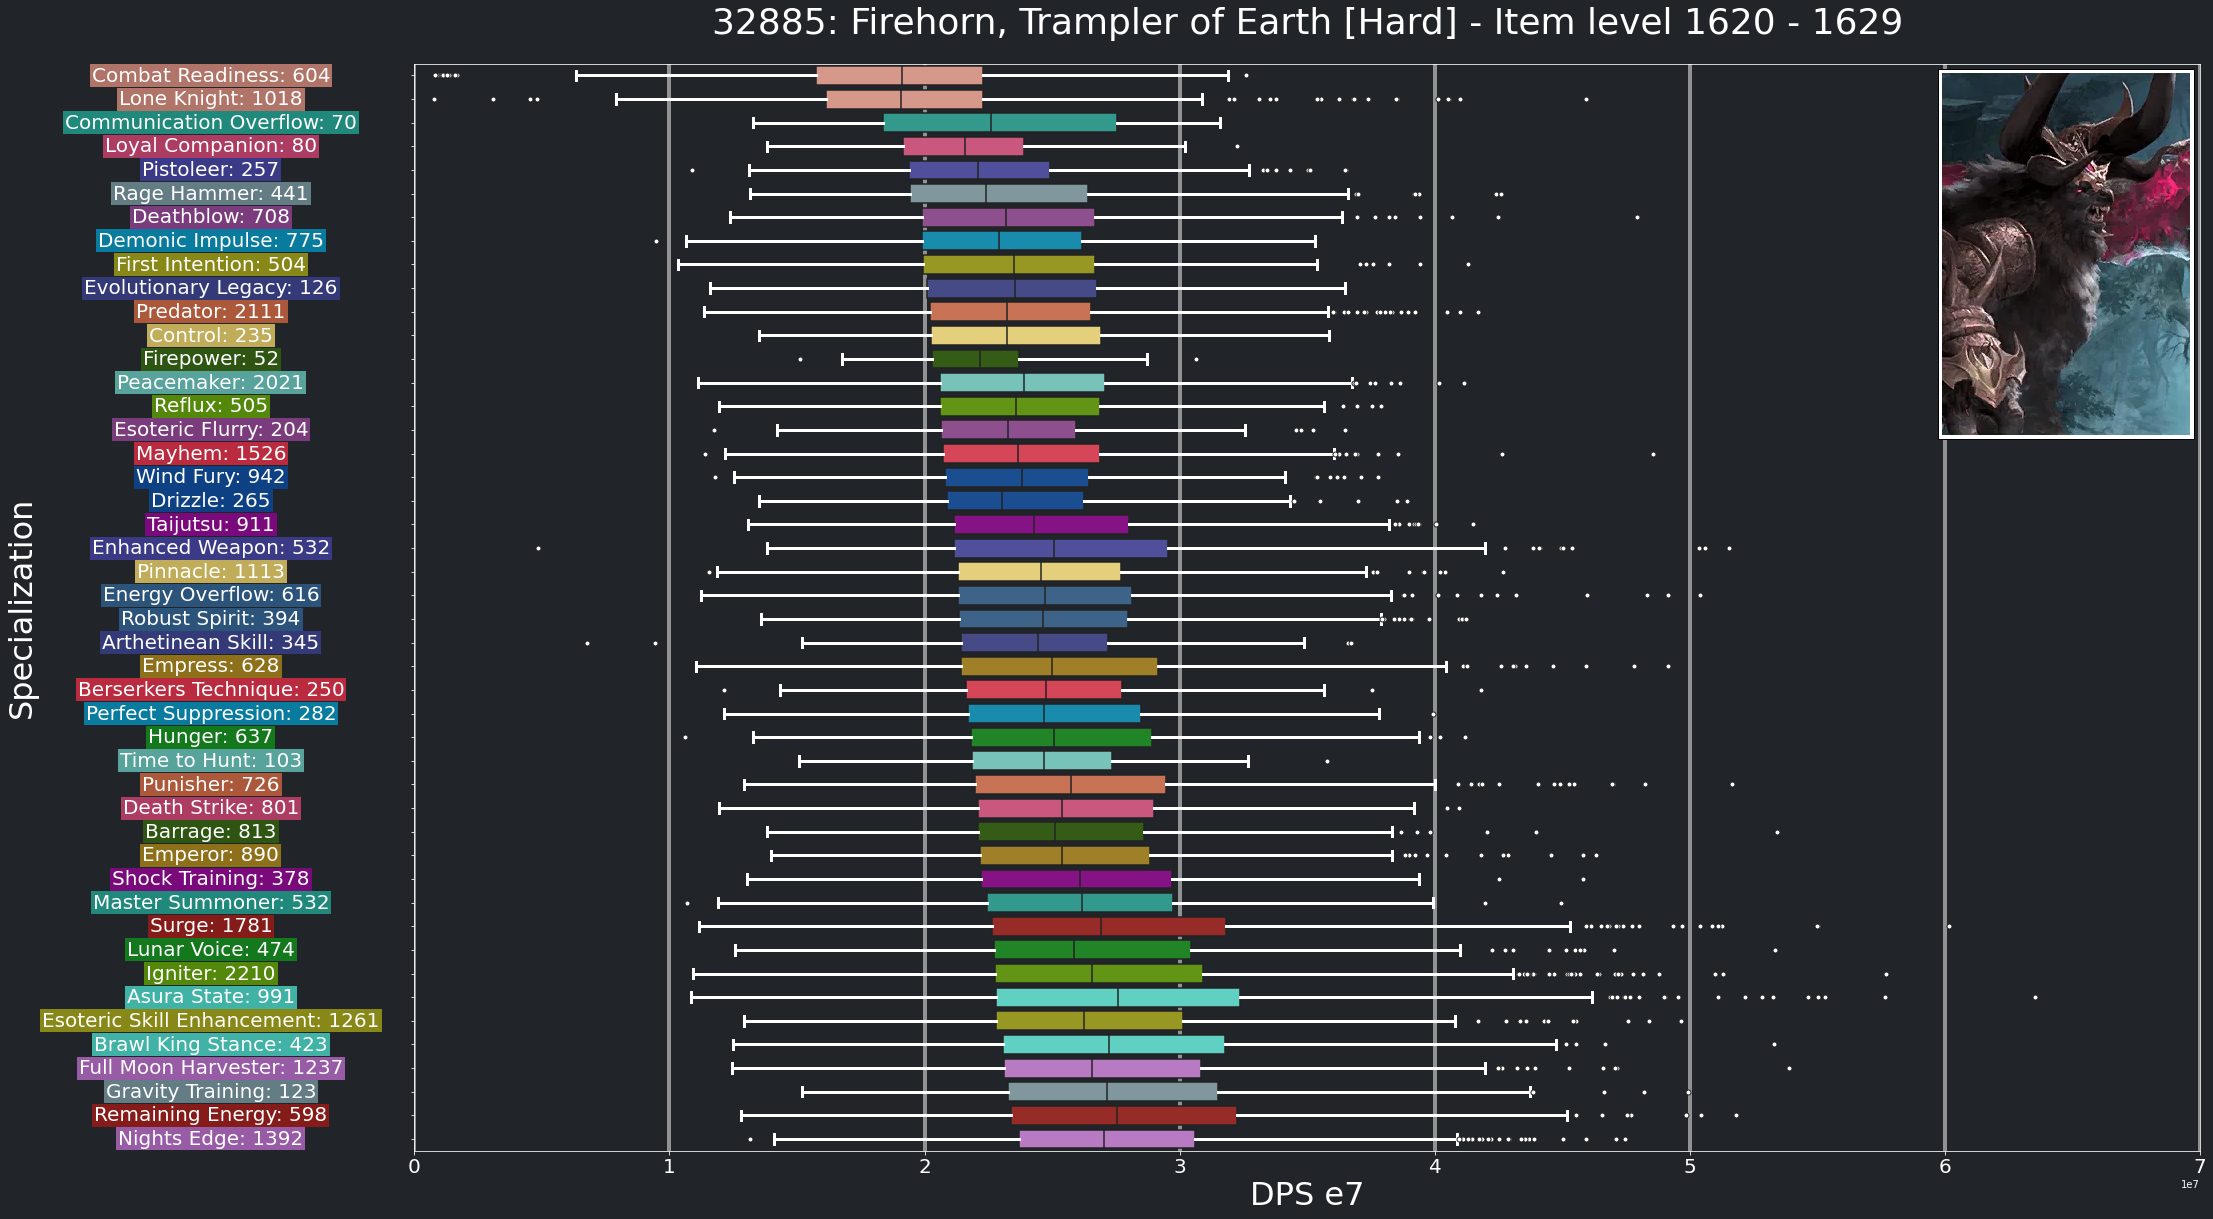 32885: Firehorn, Trampler of Earth [Hard] - Item level 1620 - 1629
Specialization
Combat Readiness: 604
Lone Knight: 1018
Communication Overflow: 70
Loyal Companion: 80
Pistoleer: 257
Rage Hammer: 441
Deathblow: 708
Demonic Impulse: 775
First Intention: 504
Evolutionary Legacy: 126
Predator: 2111
Control: 235
Firepower: 52
Peacemaker: 2021
Reflux: 505
Esoteric Flurry: 204
Mayhem: 1526
Wind Fury: 942
Drizzle: 265
Taijutsu: 911
Enhanced Weapon: 532
Pinnacle: 1113
Energy Overflow: 616
Robust Spirit: 394
Arthetinean Skill: 345
Empress: 628
Berserkers Technique: 250
Perfect Suppression: 282
Hunger: 637
Time to Hunt: 103
Punisher: 726
Death Strike: 801
Barrage: 813
Emperor: 890
Shock Training: 378
Master Summoner: 532
Surge: 1781
Lunar Voice: 474
Igniter: 2210
Asura State: 991
Esoteric Skill Enhancement: 1261
Brawl King Stance: 423
Full Moon Harvester: 1237
Gravity Training: 123
Remaining Energy: 598
Nights Edge: 1392
0 1 2 3 4 5 6 7
DPS e7
1e7